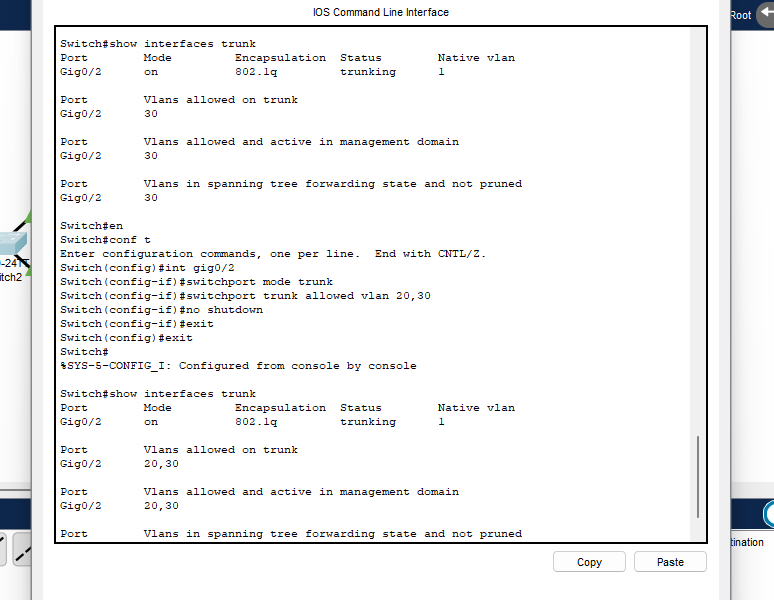 IOS Command Line Interface
Root
Switch#show interfaces trunk
Port Mode Encapsulation Status Native vlan
Gig0/2 on 802.1q trunking 1
Port Vlans allowed on trunk
Gig0/2 30
Port Vlans allowed and active in management domain
Gig0/2 30
Port Vlans in spanning tree forwarding state and not pruned
Gig0/2 30
Switch#en
Switch#conf t
Enter configuration commands, one per line. End with CNTL/Z.
Switch(config)#int gig0/2
Switch(config-if)#switchport mode trunk
Switch(config-if)#switchport trunk allowed vlan 20,30
Switch(config-if)#no shutdown
Switch(config-if)#exit
Switch(config)#exit
Switch#
%SYS-5-CONFIG_I: Configured from console by console
Switch#show interfaces trunk
Port Mode Encapsulation Status Native vlan
Gig0/2 on 802.1q trunking 1
Port Vlans allowed on trunk
Gig0/2 20,30
Port Vlans allowed and active in management domain
Gig0/2 20,30
Port Vlans in spanning tree forwarding state and not pruned
Copy Paste
-24T
itch2
tination